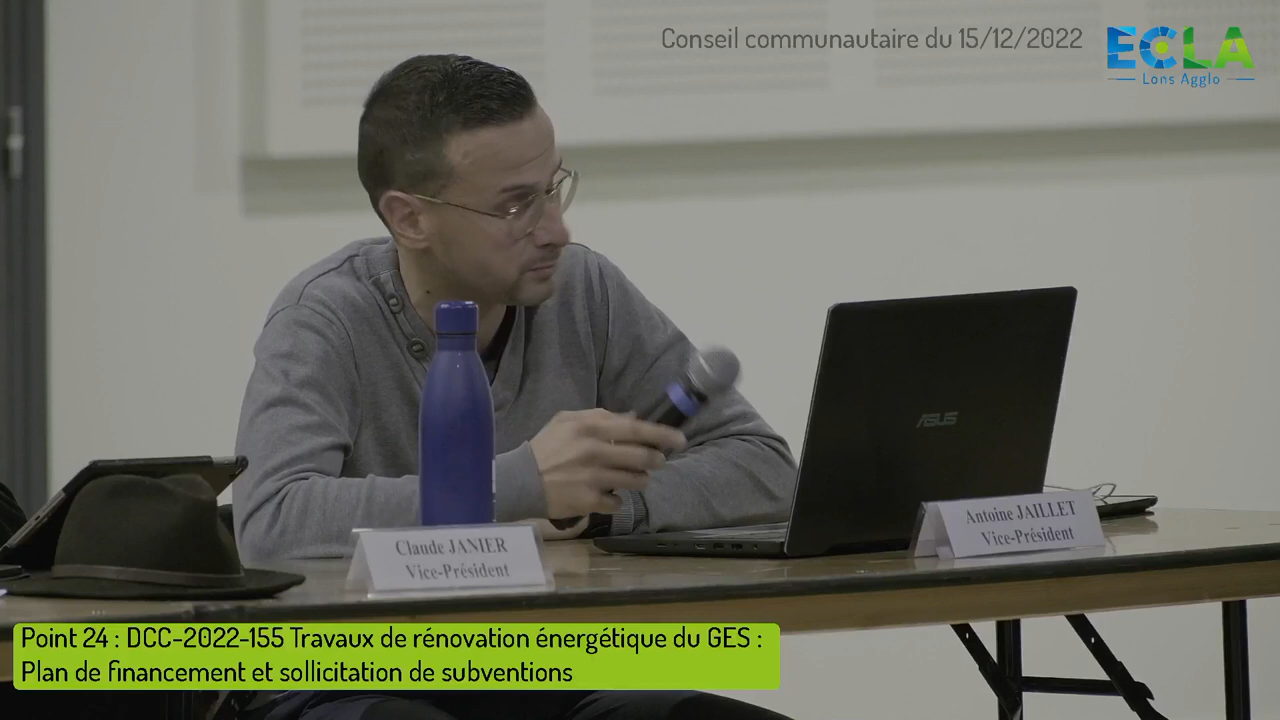 Conseil communautaire du 15/12/2022
ECLA
Lons Agglo
ASUS
Antoine JAILLET
Vice-Président
Claude JANIER
Vice-Président
Point 24 : DCC-2022-155 Travaux de rénovation énergétique du GES :
Plan de financement et sollicitation de subventions